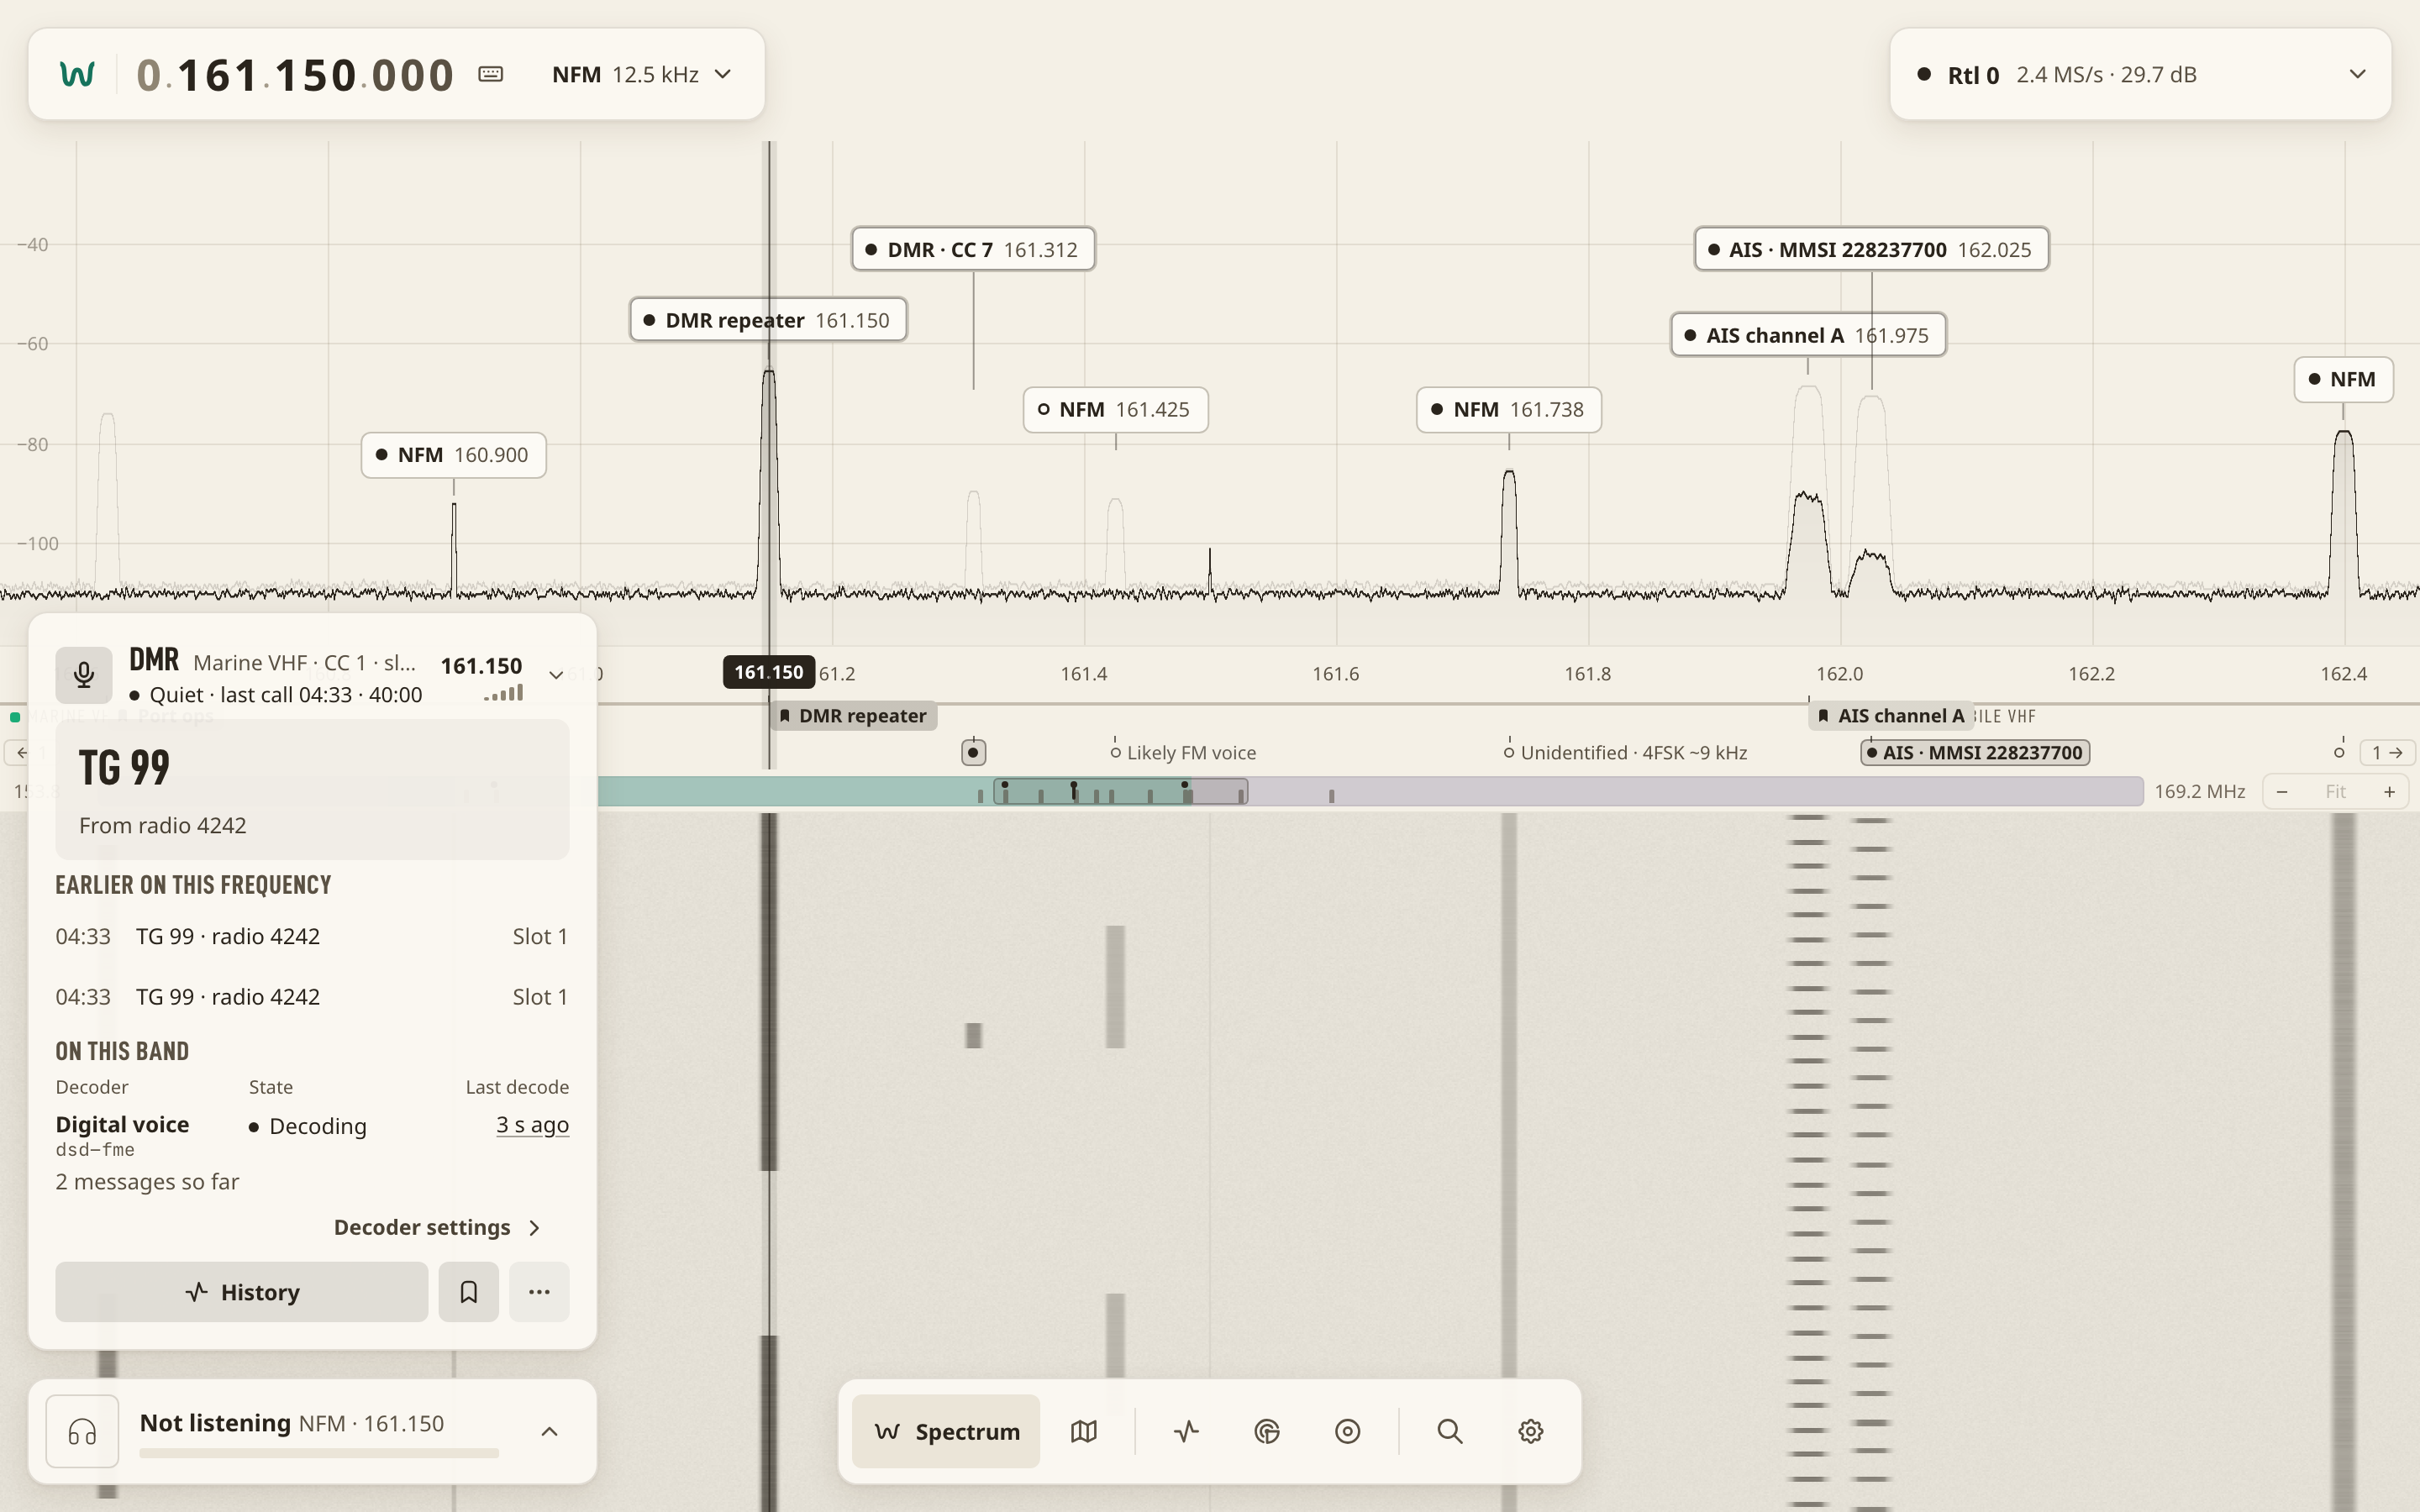 0.161.150.000
NFM 12.5 kHz
Rtl 0 2.4 MS/s · 29.7 dB
−40
−60
−80
−100
DMR · CC 7 161.312
AIS · MMSI 228237700 162.025
DMR repeater 161.150
AIS channel A 161.975
NFM
NFM 161.425
NFM 161.738
NFM 160.900
161.150
61.2
161.4
161.6
161.8
162.0
162.2
162.4
DMR repeater
AIS channel A
BILE VHF
Likely FM voice
Unidentified · 4FSK ~9 kHz
AIS · MMSI 228237700
1 →
169.2 MHz
− Fit +
DMR Marine VHF · CC 1 · sl... 161.150
Quiet · last call 04:33 · 40:00
Port ops
TG 99
From radio 4242
EARLIER ON THIS FREQUENCY
04:33 TG 99 · radio 4242 Slot 1
04:33 TG 99 · radio 4242 Slot 1
ON THIS BAND
Decoder State Last decode
Digital voice Decoding 3 s ago
dsd-fme
2 messages so far
Decoder settings
History
Not listening NFM · 161.150
Spectrum